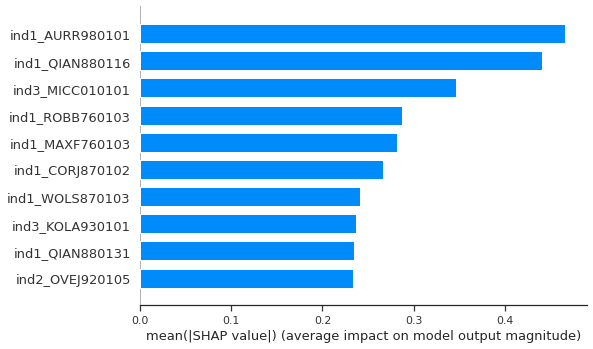 ind1_AURR980101
ind1_QIAN880116
ind3_MICC010101
ind1_ROBB760103
ind1_MAXF760103
ind1_CORJ870102
ind1_WOLS870103
ind3_KOLA930101
ind1_QIAN880131
ind2_OVEJ920105
0.0 0.1 0.2 0.3 0.4
mean(|SHAP value|) (average impact on model output magnitude)